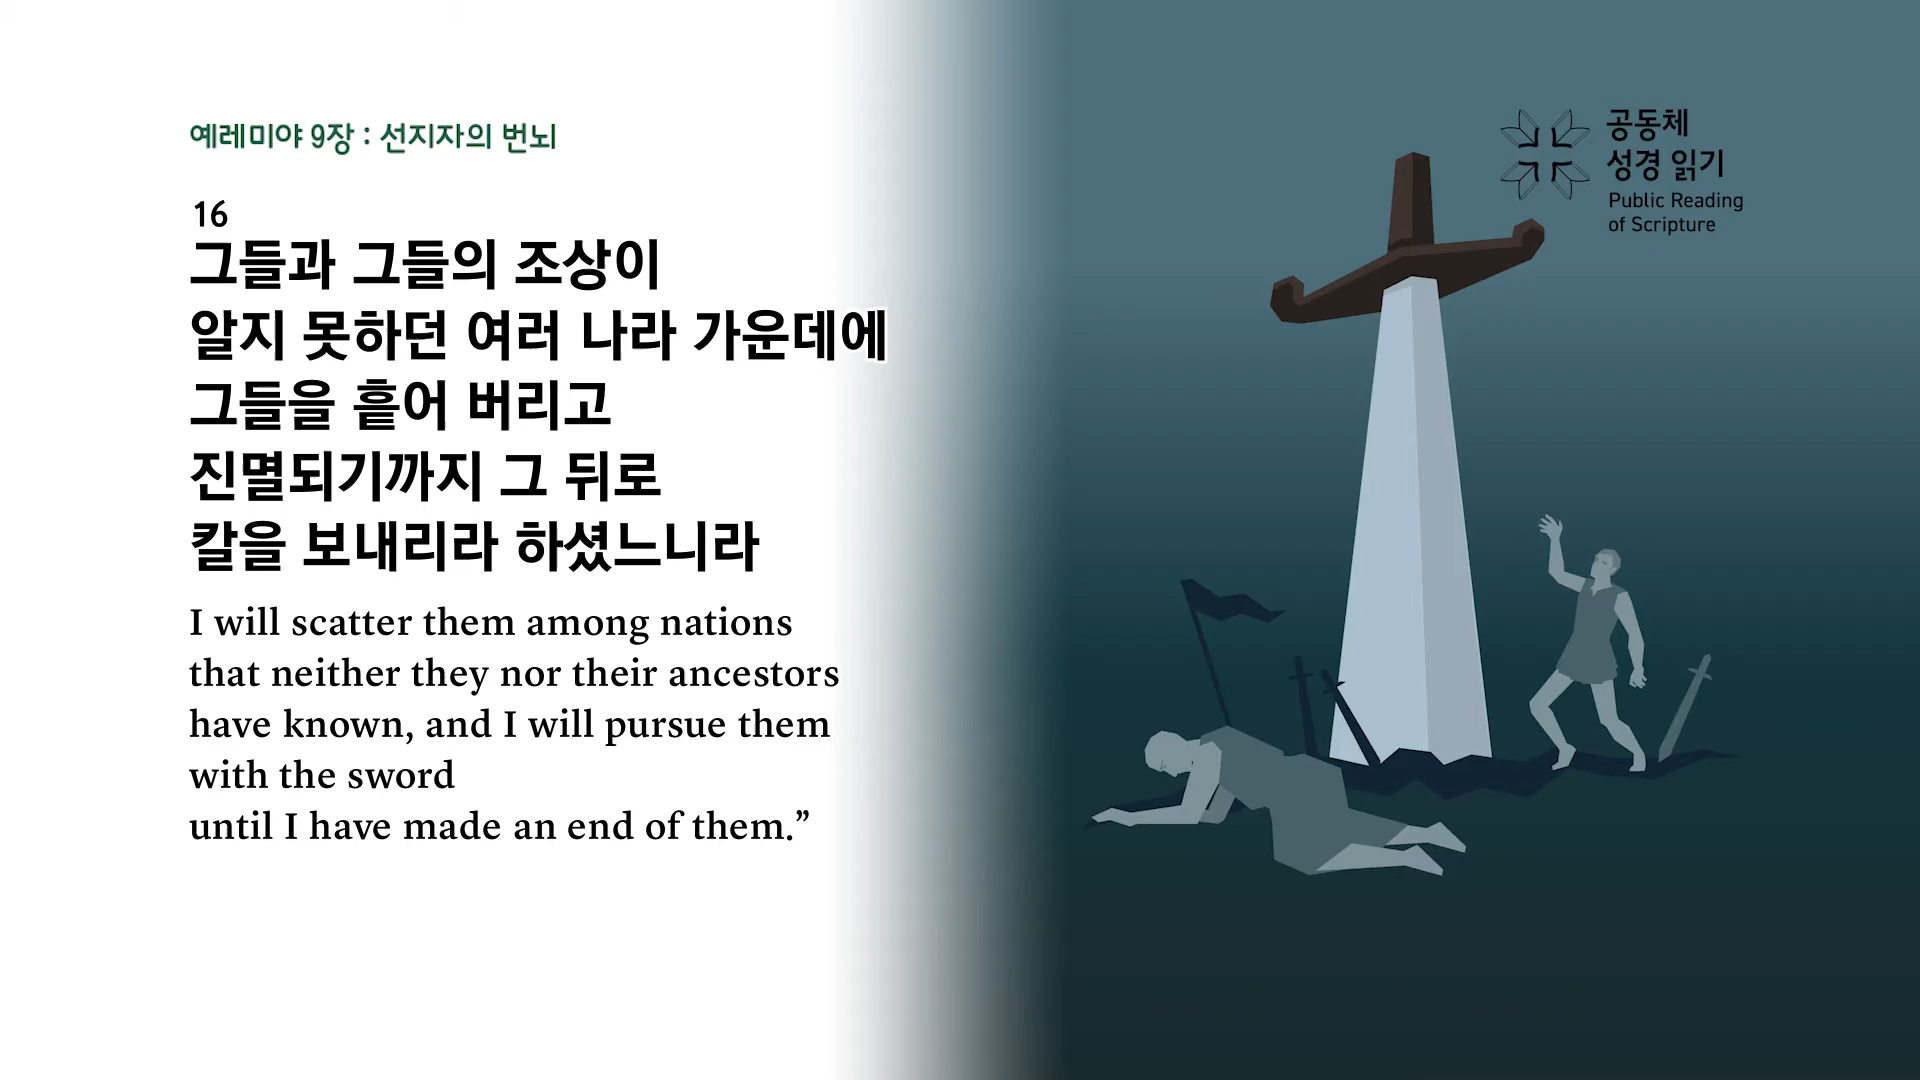 예레미야 9장 : 선지자의 번뇌
16
그들과 그들의 조상이
알지 못하던 여러 나라 가운데에
그들을 흩어 버리고
진멸되기까지 그 뒤로
칼을 보내리라 하셨느니라
I will scatter them among nations
that neither they nor their ancestors
have known, and I will pursue them
with the sword
until I have made an end of them.”
공동체
성경 읽기
Public Reading
of Scripture